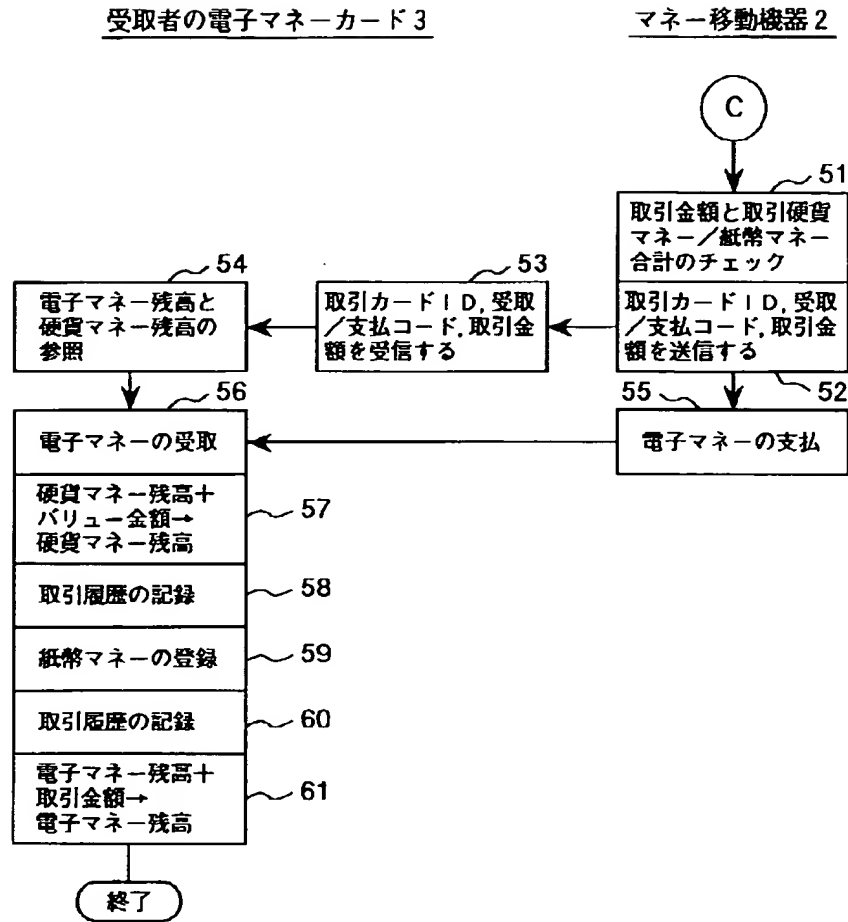 受取者の電子マネーカード3
マネー移動機器2
C
51
取引金額と取引硬貨
マネー/紙幣マネー
合計のチェック
取引カードID,受取
/支払コード,取引金
額を送信する
52
53
取引カードID,受取
/支払コード,取引金
額を受信する
54
電子マネー残高と
硬貨マネー残高の
参照
55
電子マネーの支払
56
電子マネーの受取
硬貨マネー残高+
バリュー金額→
硬貨マネー残高
57
取引履歴の記録
58
紙幣マネーの登録
59
取引履歴の記録
60
電子マネー残高+
取引金額→
電子マネー残高
61
終了